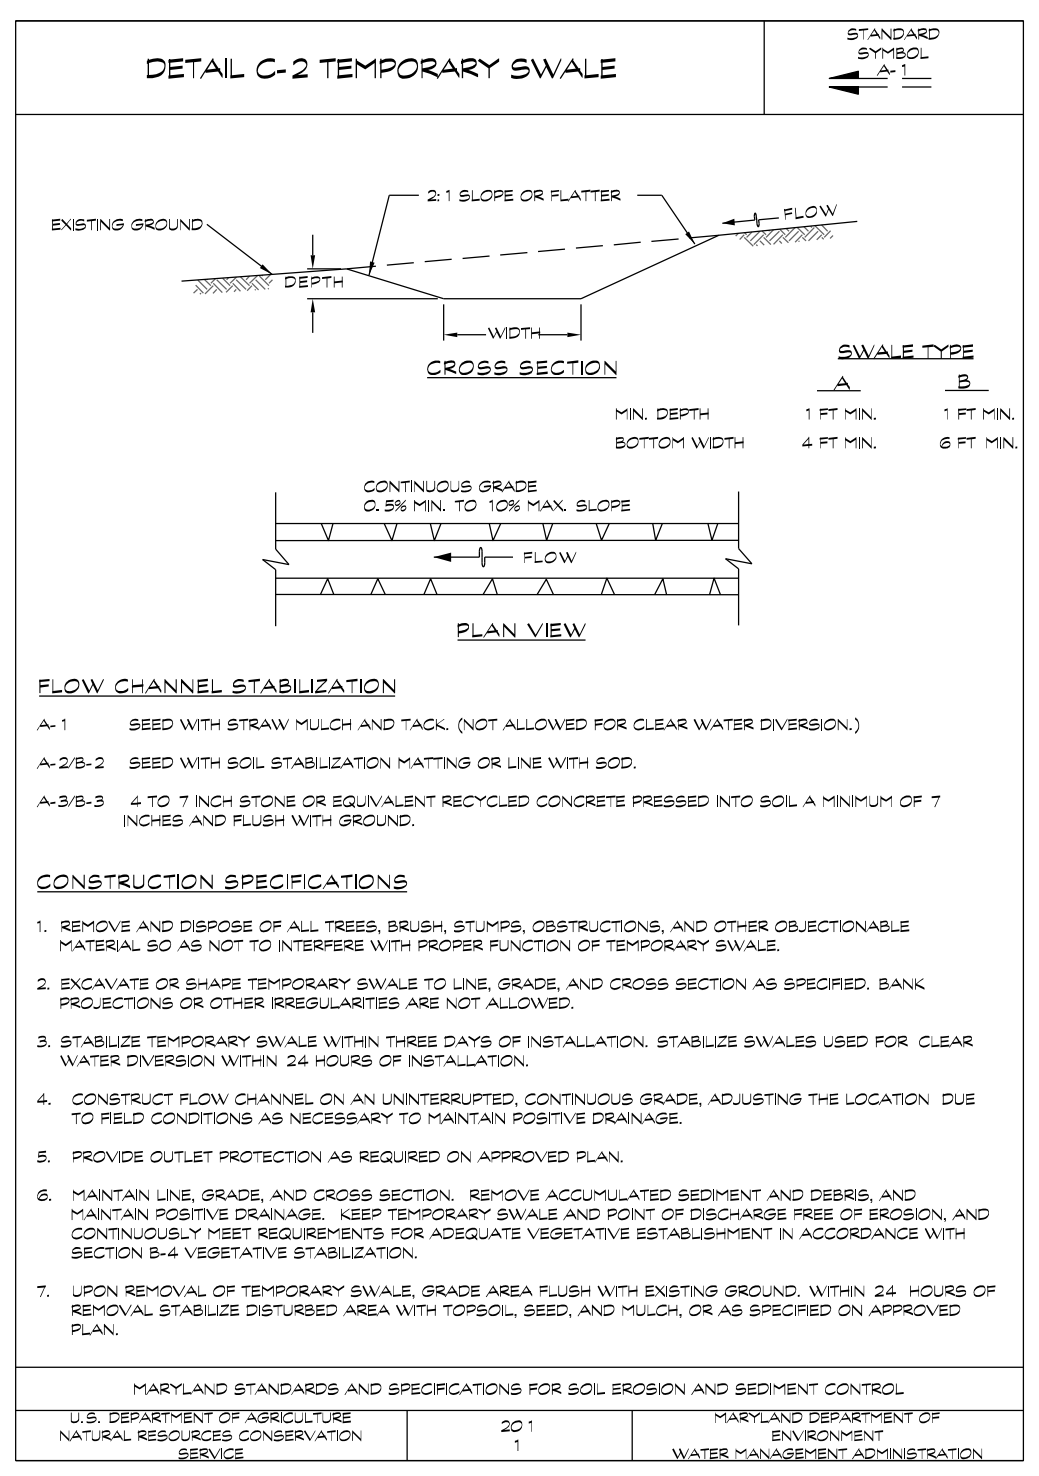 DETAIL C-2 TEMPORARY SWALE
STANDARD
SYMBOL
A-1
2:1 SLOPE OR FLATTER
FLOW
EXISTING GROUND
DEPTH
WIDTH
CROSS SECTION
SWALE TYPE
A B
MIN. DEPTH 1 FT MIN. 1 FT MIN.
BOTTOM WIDTH 4 FT MIN. 6 FT MIN.
CONTINUOUS GRADE
0.5% MIN. TO 10% MAX. SLOPE
FLOW
PLAN VIEW
FLOW CHANNEL STABILIZATION
A-1 SEED WITH STRAW MULCH AND TACK. (NOT ALLOWED FOR CLEAR WATER DIVERSION.)
A-2/B-2 SEED WITH SOIL STABILIZATION MATTING OR LINE WITH SOD.
A-3/B-3 4 TO 7 INCH STONE OR EQUIVALENT RECYCLED CONCRETE PRESSED INTO SOIL A MINIMUM OF 7
INCHES AND FLUSH WITH GROUND.
CONSTRUCTION SPECIFICATIONS
1. REMOVE AND DISPOSE OF ALL TREES, BRUSH, STUMPS, OBSTRUCTIONS, AND OTHER OBJECTIONABLE
MATERIAL SO AS NOT TO INTERFERE WITH PROPER FUNCTION OF TEMPORARY SWALE.
2. EXCAVATE OR SHAPE TEMPORARY SWALE TO LINE, GRADE, AND CROSS SECTION AS SPECIFIED. BANK
PROJECTIONS OR OTHER IRREGULARITIES ARE NOT ALLOWED.
3. STABILIZE TEMPORARY SWALE WITHIN THREE DAYS OF INSTALLATION. STABILIZE SWALES USED FOR CLEAR
WATER DIVERSION WITHIN 24 HOURS OF INSTALLATION.
4. CONSTRUCT FLOW CHANNEL ON AN UNINTERRUPTED, CONTINUOUS GRADE, ADJUSTING THE LOCATION DUE
TO FIELD CONDITIONS AS NECESSARY TO MAINTAIN POSITIVE DRAINAGE.
5. PROVIDE OUTLET PROTECTION AS REQUIRED ON APPROVED PLAN.
6. MAINTAIN LINE, GRADE, AND CROSS SECTION. REMOVE ACCUMULATED SEDIMENT AND DEBRIS, AND
MAINTAIN POSITIVE DRAINAGE. KEEP TEMPORARY SWALE AND POINT OF DISCHARGE FREE OF EROSION, AND
CONTINUOUSLY MEET REQUIREMENTS FOR ADEQUATE VEGETATIVE ESTABLISHMENT IN ACCORDANCE WITH
SECTION B-4 VEGETATIVE STABILIZATION.
7. UPON REMOVAL OF TEMPORARY SWALE, GRADE AREA FLUSH WITH EXISTING GROUND. WITHIN 24 HOURS OF
REMOVAL STABILIZE DISTURBED AREA WITH TOPSOIL, SEED, AND MULCH, OR AS SPECIFIED ON APPROVED
PLAN.
MARYLAND STANDARDS AND SPECIFICATIONS FOR SOIL EROSION AND SEDIMENT CONTROL
U.S. DEPARTMENT OF AGRICULTURE
NATURAL RESOURCES CONSERVATION
SERVICE
201
1
MARYLAND DEPARTMENT OF
ENVIRONMENT
WATER MANAGEMENT ADMINISTRATION